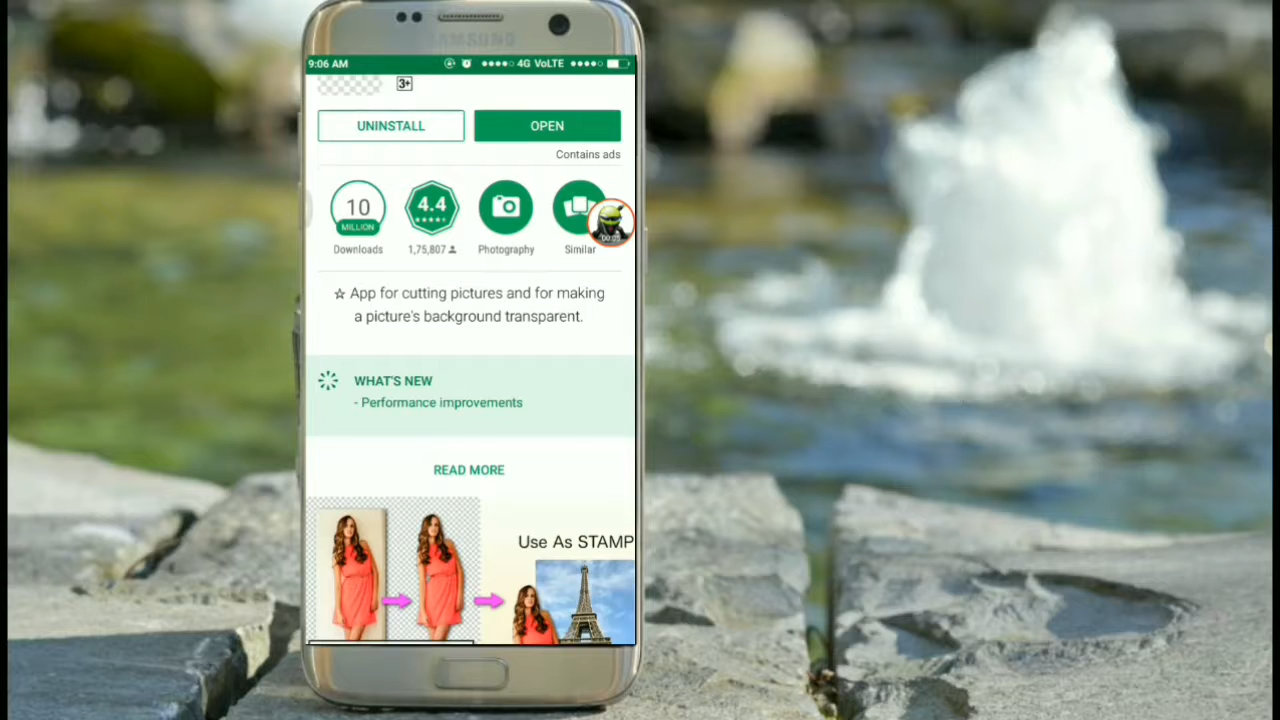 SAMSUNG
9:06 AM
4G VoLTE
3+
UNINSTALL
OPEN
Contains ads
10
MILLION
4.4
00:05
Downloads
1,75,807
Photography
Similar
☆ App for cutting pictures and for making
a picture's background transparent.
WHAT'S NEW
- Performance improvements
READ MORE
Use As STAMP